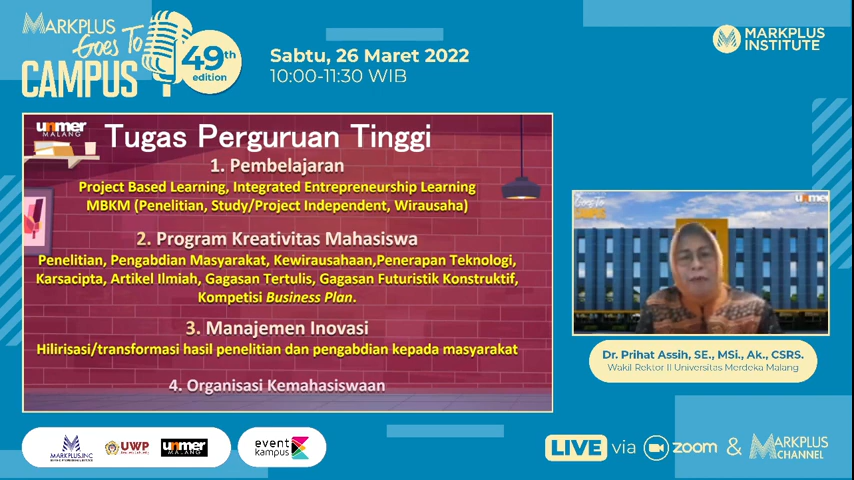 MARKPLUS
Goes To
CAMPUS
49th
edition
Sabtu, 26 Maret 2022
10:00-11:30 WIB
MARKPLUS
INSTITUTE
unmer
MALANG
Tugas Perguruan Tinggi
1. Pembelajaran
Project Based Learning, Integrated Entrepreneurship Learning
MBKM (Penelitian, Study/Project Independent, Wirausaha)
2. Program Kreativitas Mahasiswa
Penelitian, Pengabdian Masyarakat, Kewirausahaan,Penerapan Teknologi,
Karsacipta, Artikel Ilmiah, Gagasan Tertulis, Gagasan Futuristik Konstruktif,
Kompetisi Business Plan.
3. Manajemen Inovasi
Hilirisasi/transformasi hasil penelitian dan pengabdian kepada masyarakat
4. Organisasi Kemahasiswaan
Goes To
CAMPUS
unmer
Dr. Prihat Assih, SE., MSi., Ak., CSRS.
Wakil Rektor II Universitas Merdeka Malang
MARKPLUS,INC
UWP
unmer
MALANG
event
kampus
LIVE via zoom & MARKPLUS
CHANNEL